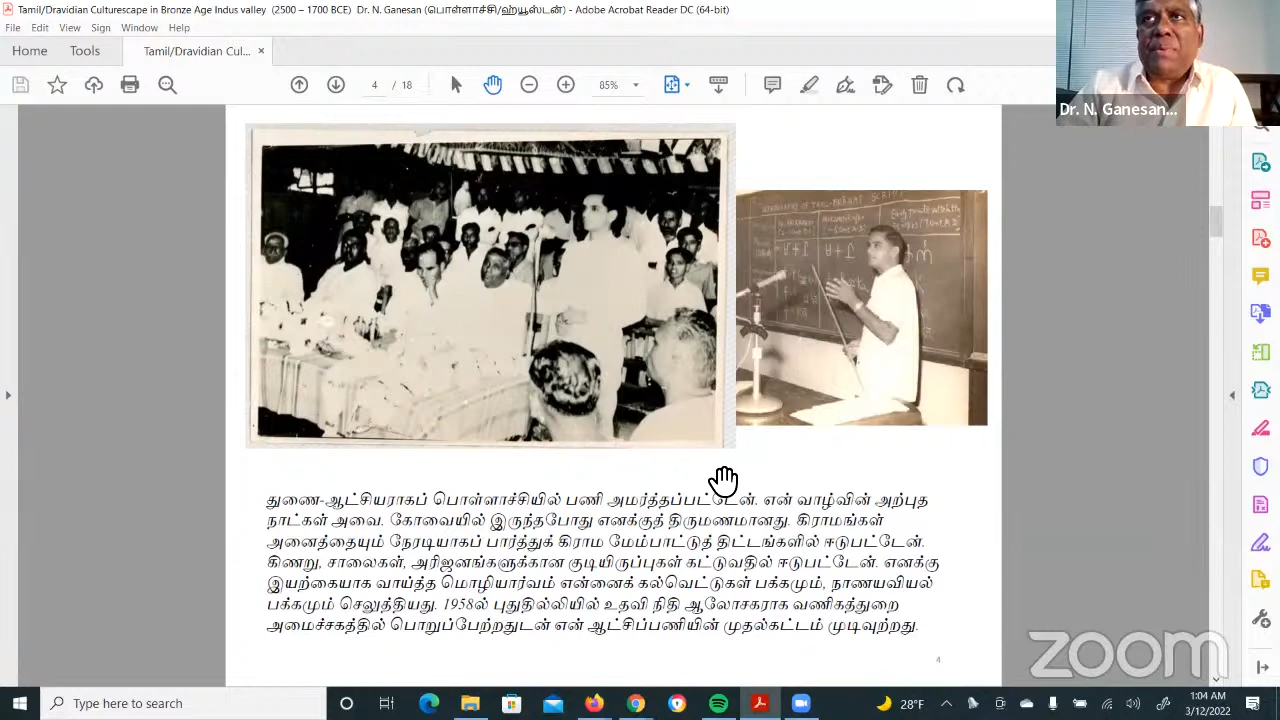 Tamil/Dravidian Culturescape in Bronze Age Indus valley (2500 – 1700 BCE) Dr. N. Ganesan (பொள்ளாச்சி/ஹ்யூஸ்டன்) - Adobe Acrobat Reader DC (64-bit)
File Edit View Sign Window Help
Home Tools Tamil/Dravidian Cul... ×
/ 18 85%
Dr. N. Ganesan...
துணை-ஆட்சியராகப் பொள்ளாச்சியில் பணி அமர்த்தப்பட்டேன். என் வாழ்வின் அற்புத
நாட்கள் அவை. கோவையில் இருந்த போது எனக்குத் திருமணமானது. கிராமங்கள்
அனைத்தையும் நேரடியாகப் பார்த்துக் கிராம மேம்பாட்டுத் திட்டங்களில் ஈடுபட்டேன்.
கிணறு, சாலைகள், அரிஜனங்களுக்கான குடியிருப்புகள் கட்டுவதில் ஈடுபட்டேன். எனக்கு
இயற்கையாக வாய்த்த மொழியார்வம் என்னைக் கல்வெட்டுகள் பக்கமும், நாணயவியல்
பக்கமும் செலுத்தியது. 1958ல் புதுதில்லியில் உதவி நிதி ஆலோசகராக வணிகத்துறை
அமைச்சகத்தில் பொறுப்பேற்றதுடன் என் ஆட்சிப்பணியின் முதல்கட்டம் முடிவுற்றது.
4
zoom
Type here to search
28°F
1:04 AM
3/12/2022